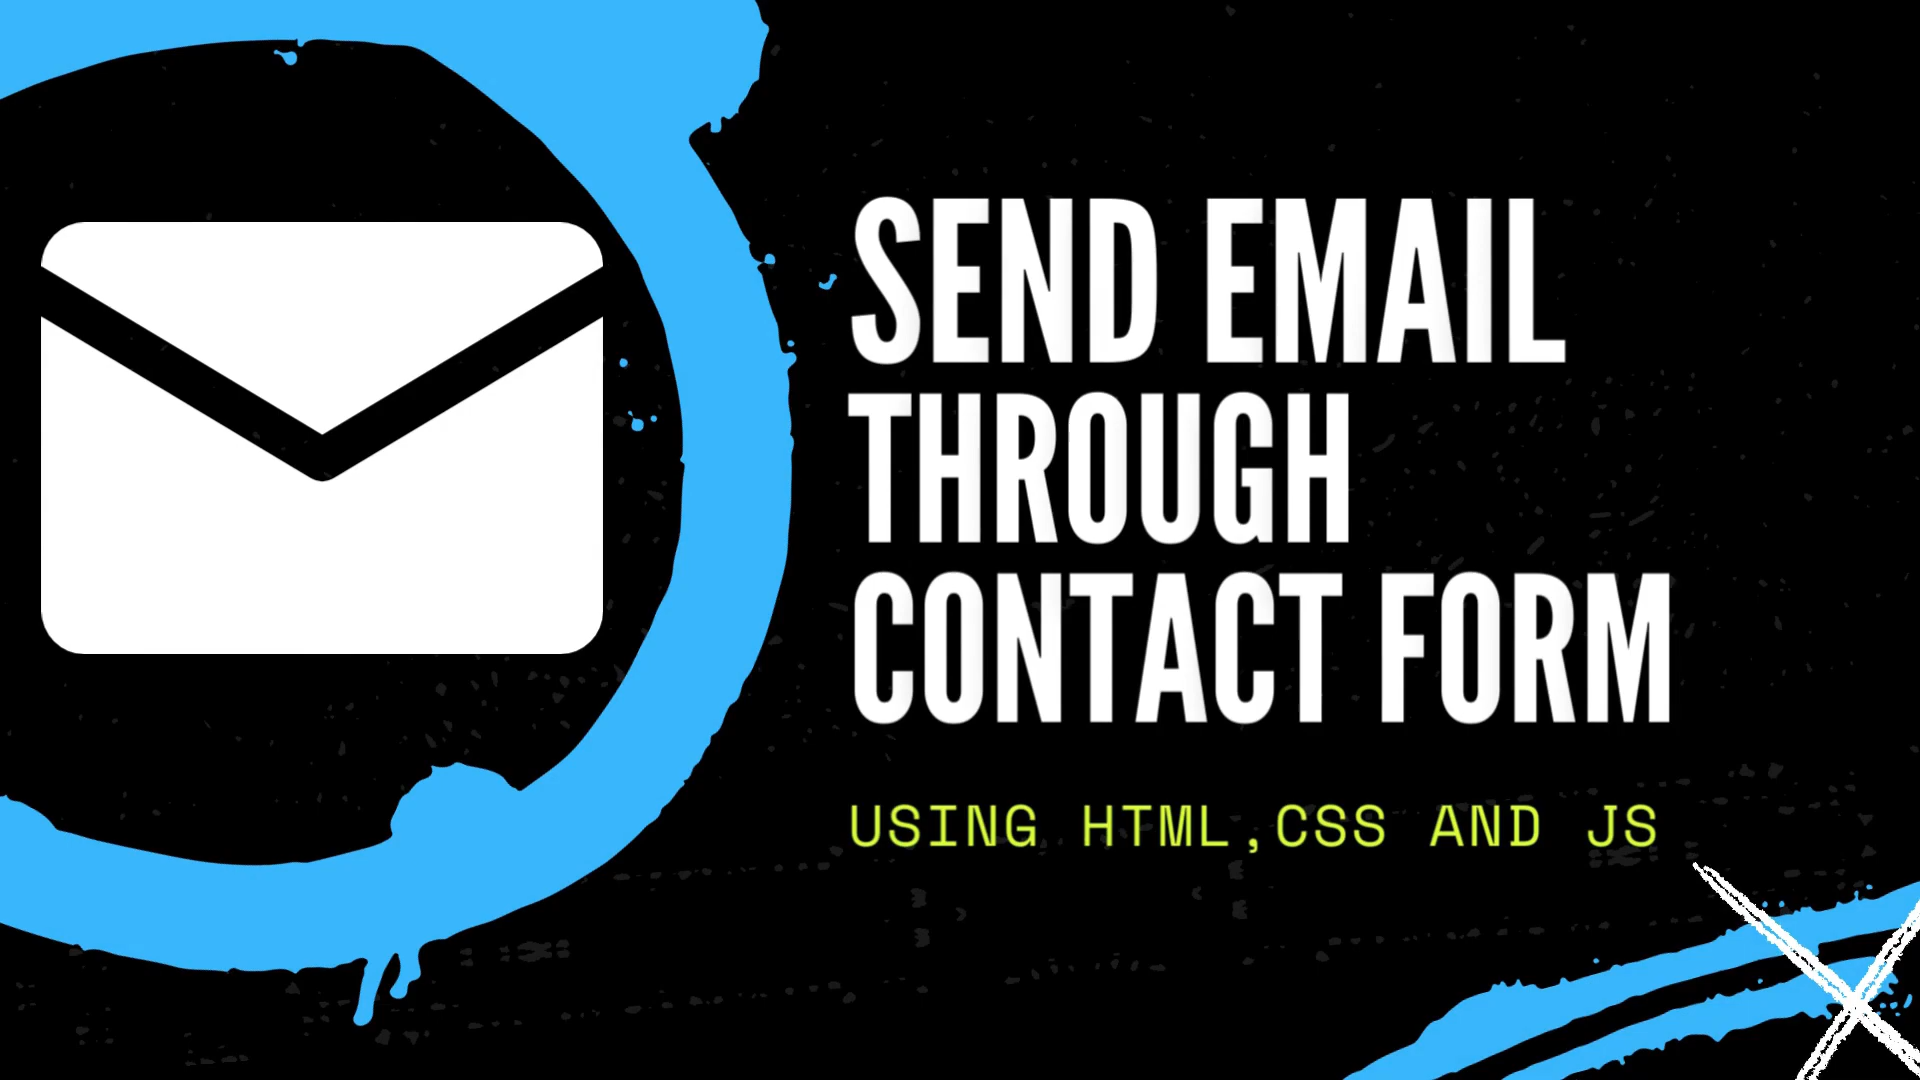 SEND EMAIL
THROUGH
CONTACT FORM
USING HTML,CSS AND JS